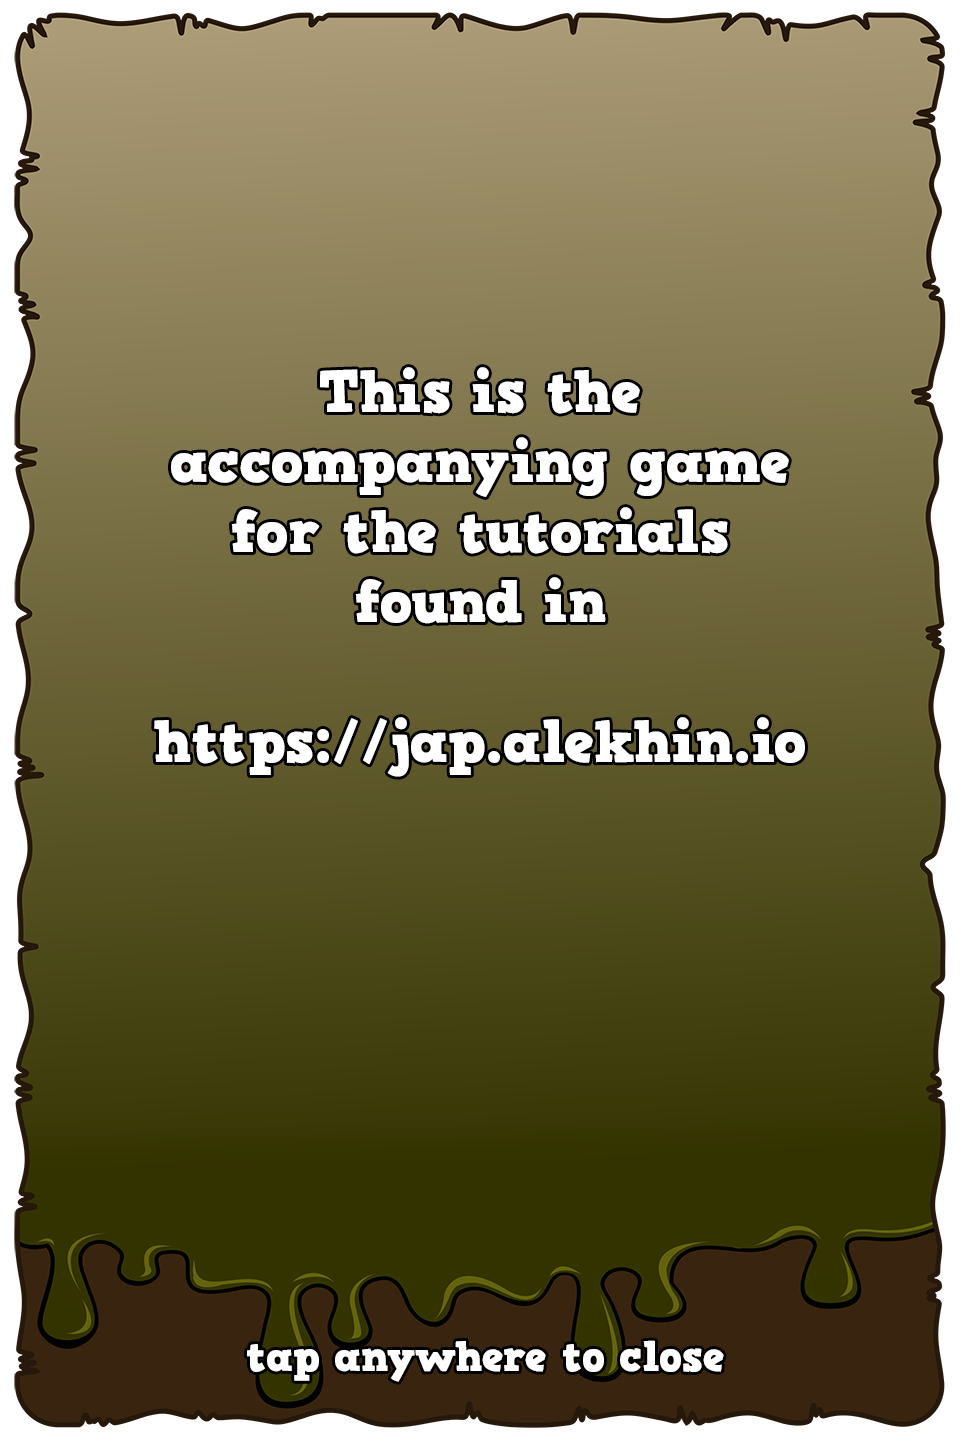 This is the
accompanying game
for the tutorials
found in
https://jap.alekhin.io
tap anywhere to close